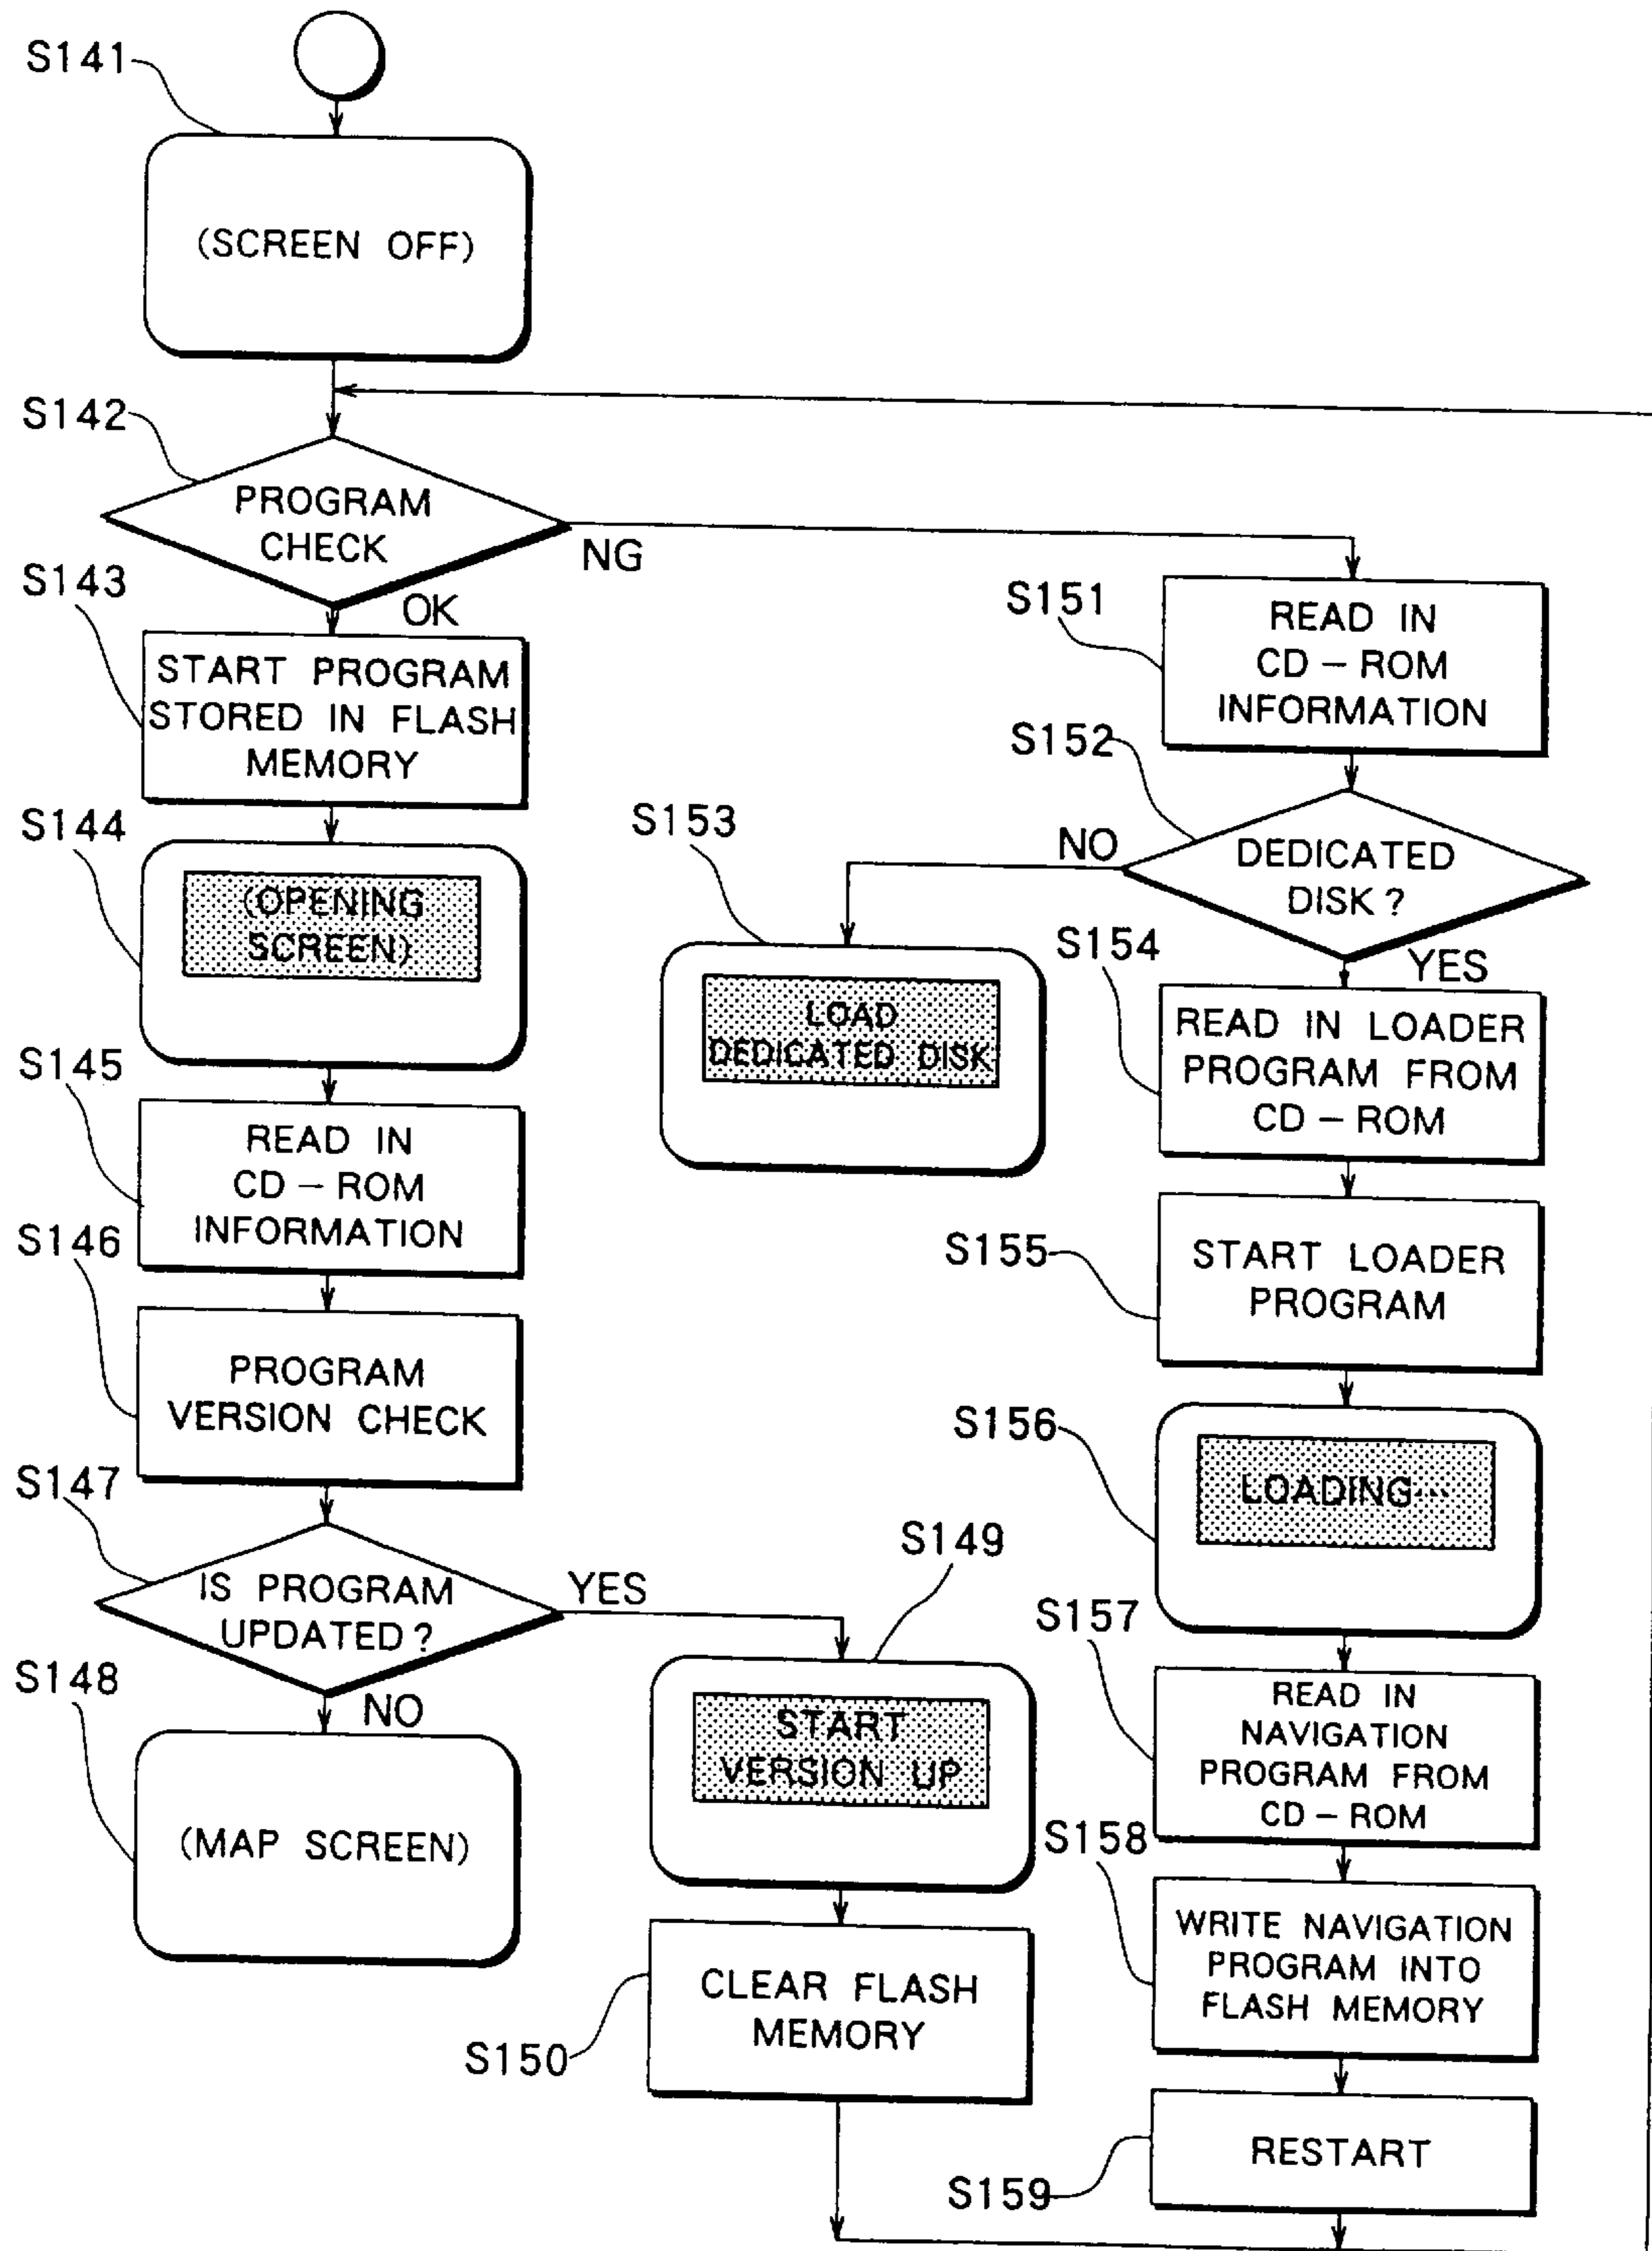 S141
(SCREEN OFF)
S142
PROGRAM
CHECK
NG
OK
S143
START PROGRAM
STORED IN FLASH
MEMORY
S144
(OPENING
SCREEN)
S145
READ IN
CD-ROM
INFORMATION
S146
PROGRAM
VERSION CHECK
S147
IS PROGRAM
UPDATED?
YES
NO
S148
(MAP SCREEN)
S149
START
VERSION UP
S150
CLEAR FLASH
MEMORY
S151
READ IN
CD-ROM
INFORMATION
S152
DEDICATED
DISK?
NO
YES
S153
LOAD
DEDICATED DISK
S154
READ IN LOADER
PROGRAM FROM
CD-ROM
S155
START LOADER
PROGRAM
S156
LOADING...
S157
READ IN
NAVIGATION
PROGRAM FROM
CD-ROM
S158
WRITE NAVIGATION
PROGRAM INTO
FLASH MEMORY
S159
RESTART